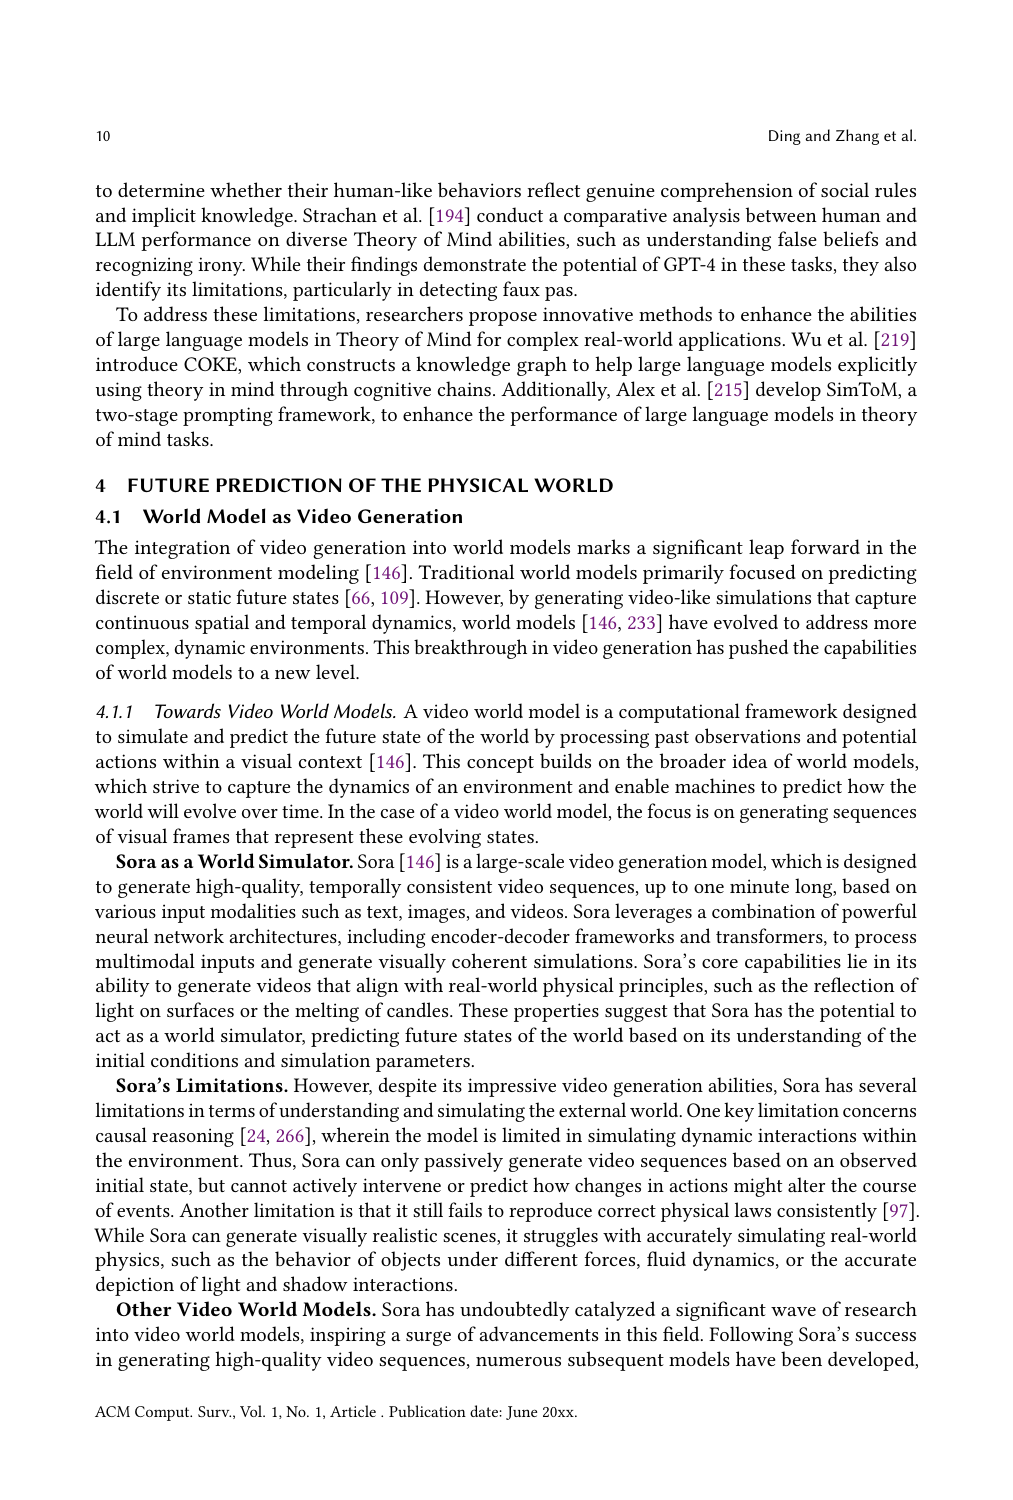 10
Ding and Zhang et al.
to determine whether their human-like behaviors reflect genuine comprehension of social rules
and implicit knowledge. Strachan et al. [194] conduct a comparative analysis between human and
LLM performance on diverse Theory of Mind abilities, such as understanding false beliefs and
recognizing irony. While their findings demonstrate the potential of GPT-4 in these tasks, they also
identify its limitations, particularly in detecting faux pas.
To address these limitations, researchers propose innovative methods to enhance the abilities
of large language models in Theory of Mind for complex real-world applications. Wu et al. [219]
introduce COKE, which constructs a knowledge graph to help large language models explicitly
using theory in mind through cognitive chains. Additionally, Alex et al. [215] develop SimToM, a
two-stage prompting framework, to enhance the performance of large language models in theory
of mind tasks.
4 FUTURE PREDICTION OF THE PHYSICAL WORLD
4.1 World Model as Video Generation
The integration of video generation into world models marks a significant leap forward in the
field of environment modeling [146]. Traditional world models primarily focused on predicting
discrete or static future states [66, 109]. However, by generating video-like simulations that capture
continuous spatial and temporal dynamics, world models [146, 233] have evolved to address more
complex, dynamic environments. This breakthrough in video generation has pushed the capabilities
of world models to a new level.
4.1.1 Towards Video World Models. A video world model is a computational framework designed
to simulate and predict the future state of the world by processing past observations and potential
actions within a visual context [146]. This concept builds on the broader idea of world models,
which strive to capture the dynamics of an environment and enable machines to predict how the
world will evolve over time. In the case of a video world model, the focus is on generating sequences
of visual frames that represent these evolving states.
Sora as a World Simulator. Sora [146] is a large-scale video generation model, which is designed
to generate high-quality, temporally consistent video sequences, up to one minute long, based on
various input modalities such as text, images, and videos. Sora leverages a combination of powerful
neural network architectures, including encoder-decoder frameworks and transformers, to process
multimodal inputs and generate visually coherent simulations. Sora's core capabilities lie in its
ability to generate videos that align with real-world physical principles, such as the reflection of
light on surfaces or the melting of candles. These properties suggest that Sora has the potential to
act as a world simulator, predicting future states of the world based on its understanding of the
initial conditions and simulation parameters.
Sora's Limitations. However, despite its impressive video generation abilities, Sora has several
limitations in terms of understanding and simulating the external world. One key limitation concerns
causal reasoning [24, 266], wherein the model is limited in simulating dynamic interactions within
the environment. Thus, Sora can only passively generate video sequences based on an observed
initial state, but cannot actively intervene or predict how changes in actions might alter the course
of events. Another limitation is that it still fails to reproduce correct physical laws consistently [97].
While Sora can generate visually realistic scenes, it struggles with accurately simulating real-world
physics, such as the behavior of objects under different forces, fluid dynamics, or the accurate
depiction of light and shadow interactions.
Other Video World Models. Sora has undoubtedly catalyzed a significant wave of research
into video world models, inspiring a surge of advancements in this field. Following Sora's success
in generating high-quality video sequences, numerous subsequent models have been developed,
ACM Comput. Surv., Vol. 1, No. 1, Article . Publication date: June 20xx.